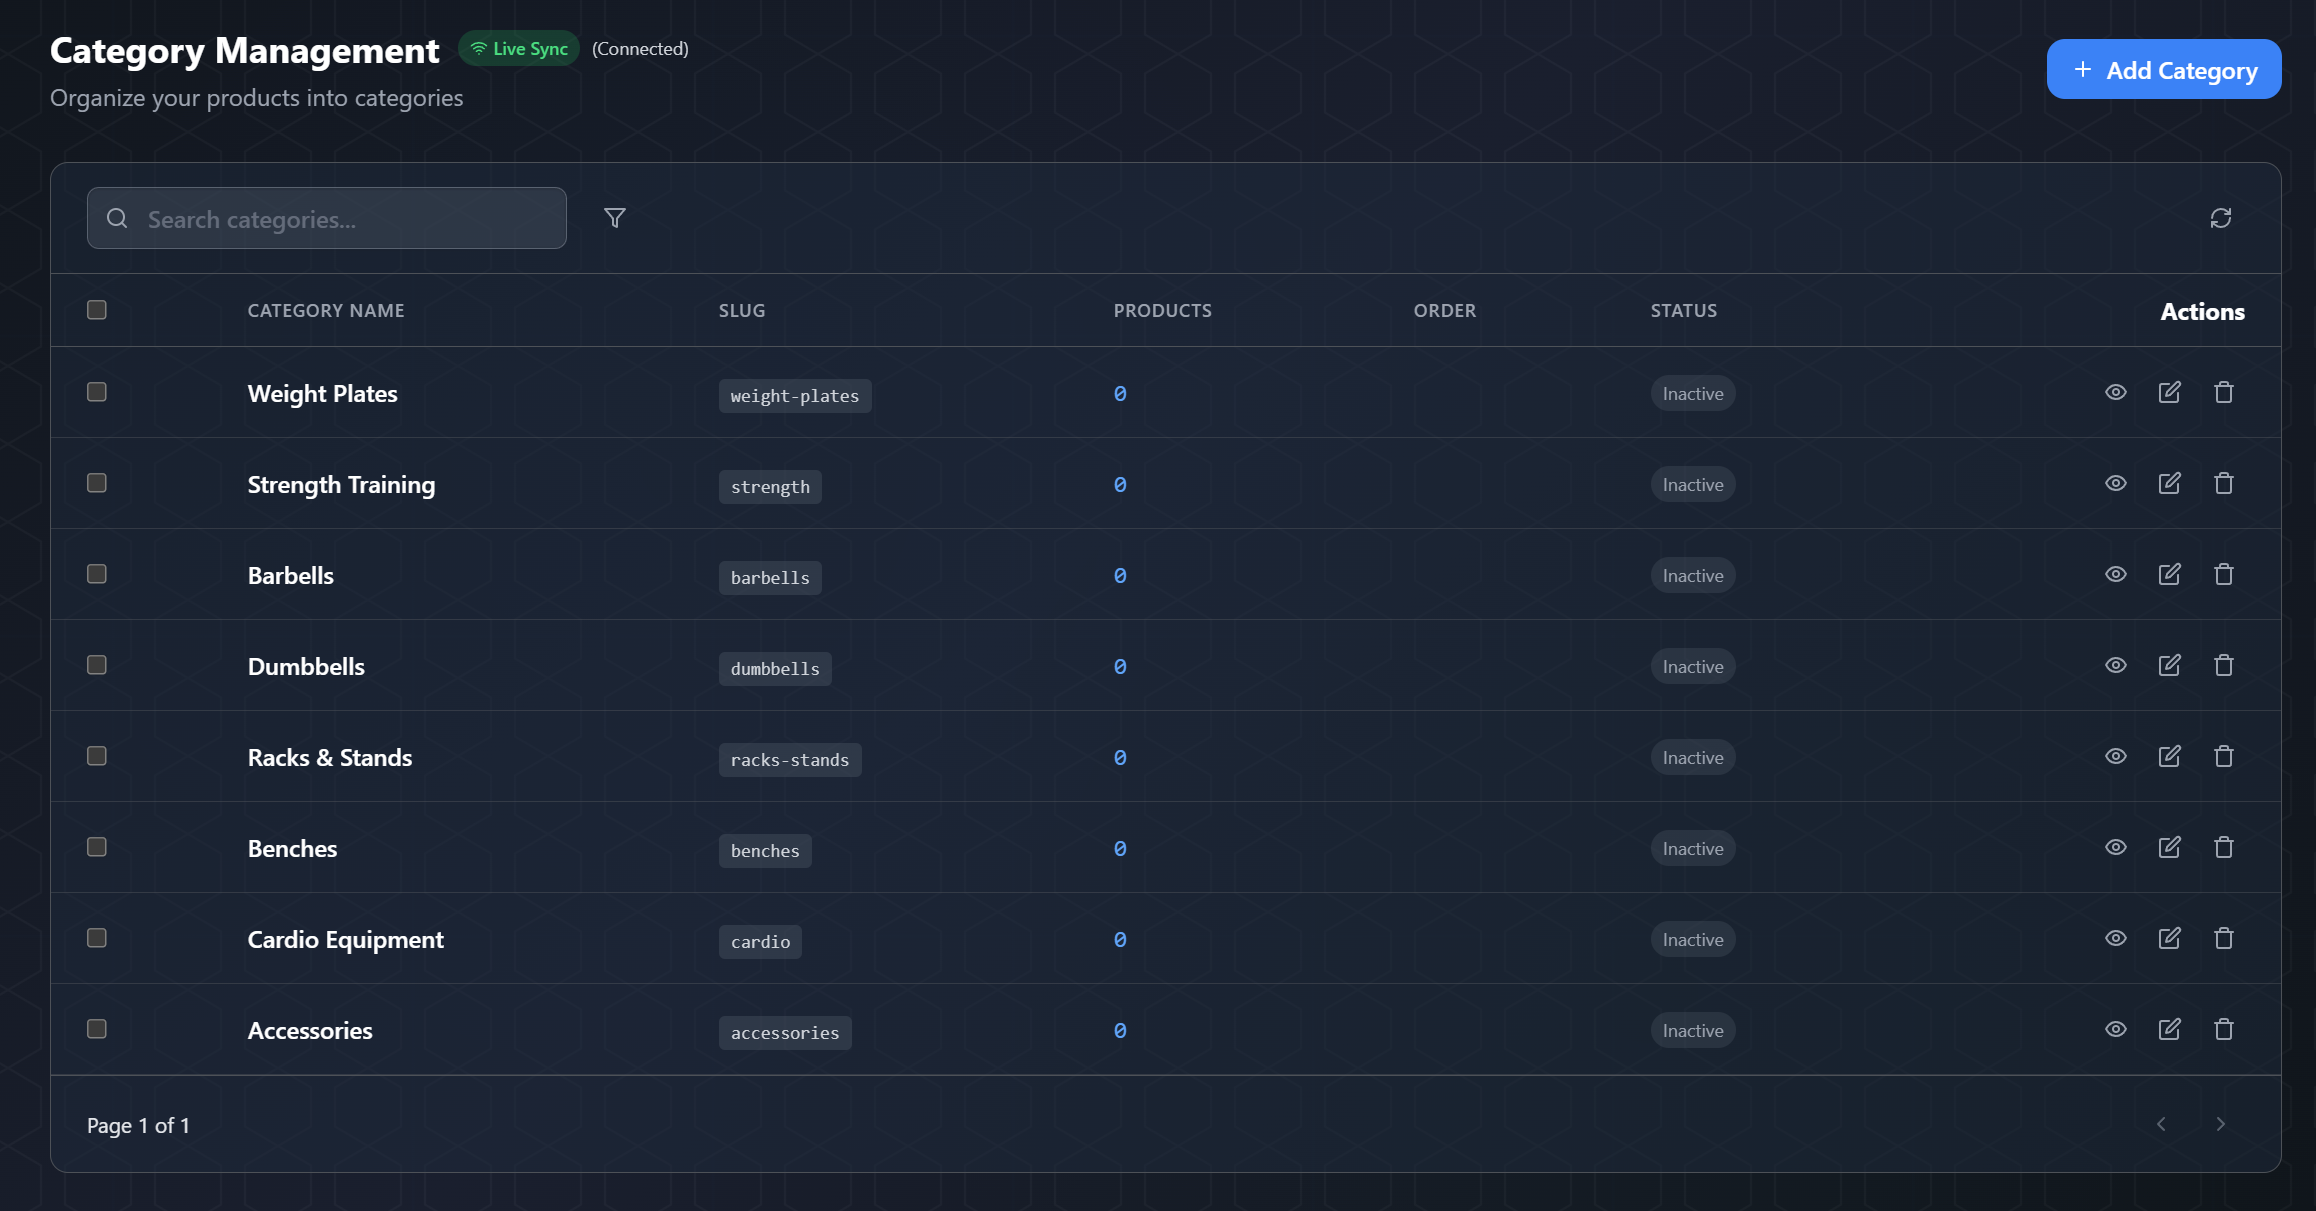 Category Management Live Sync (Connected)
Organize your products into categories
+ Add Category
Search categories...
CATEGORY NAME SLUG PRODUCTS ORDER STATUS Actions
Weight Plates weight-plates 0 Inactive
Strength Training strength 0 Inactive
Barbells barbells 0 Inactive
Dumbbells dumbbells 0 Inactive
Racks & Stands racks-stands 0 Inactive
Benches benches 0 Inactive
Cardio Equipment cardio 0 Inactive
Accessories accessories 0 Inactive
Page 1 of 1